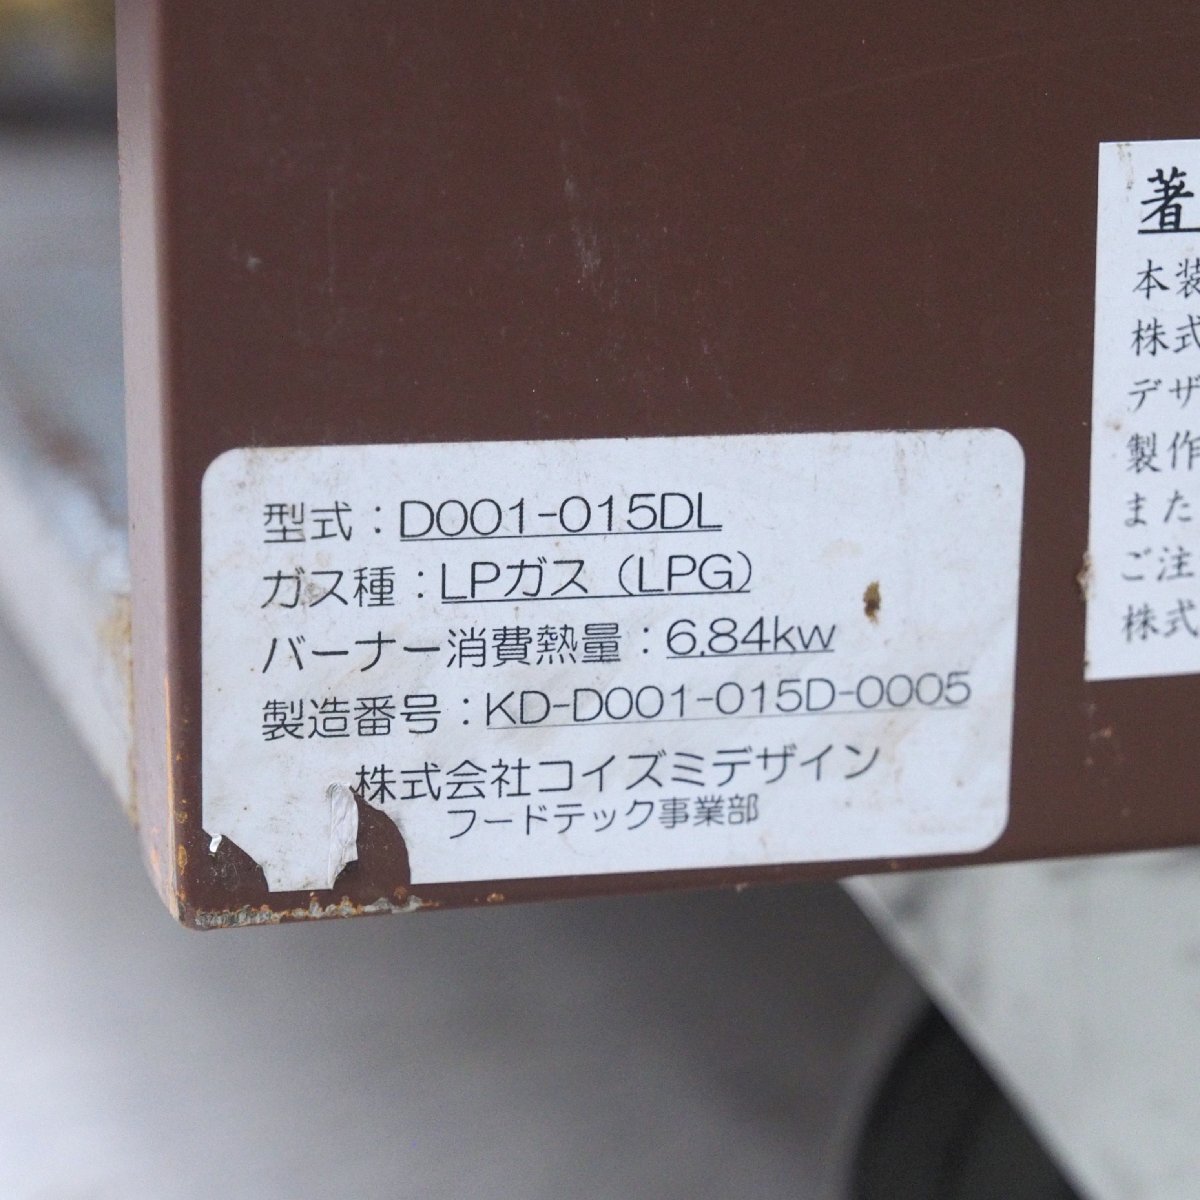 型式：D001-015DL
ガス種：LPガス（LPG）
バーナー消費熱量：6.84kw
製造番号：KD-D001-015D-0005
株式会社コイズミデザイン
フードテック事業部
著
本装
株式
デザ
製作
また
ご注
株式